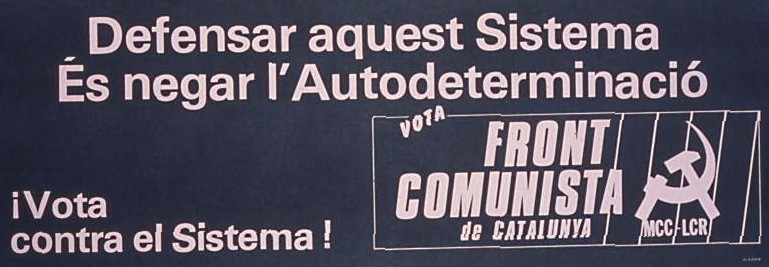 Defensar aquest Sistema
És negar l'Autodeterminació
¡Vota
contra el Sistema !
VOTA
FRONT
COMUNISTA
de CATALUNYA
MCC-LCR